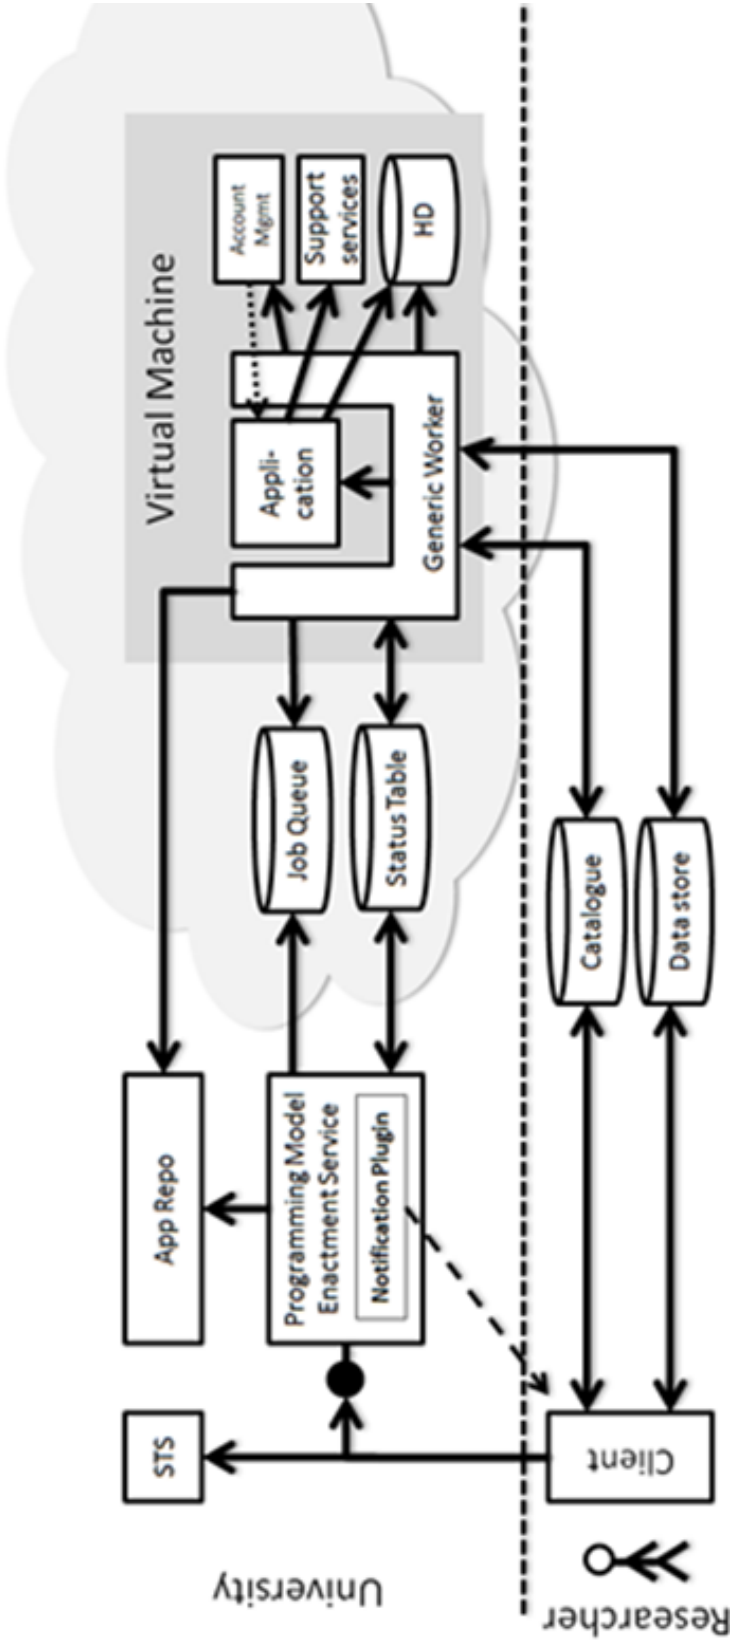 University
STS
App Repo
Virtual Machine
Account
Mgmt
Support
services
HD
Appli-
cation
Generic Worker
Job Queue
Status Table
Programming Model
Enactment Service
Notification Plugin
Researcher
Client
Catalogue
Data store